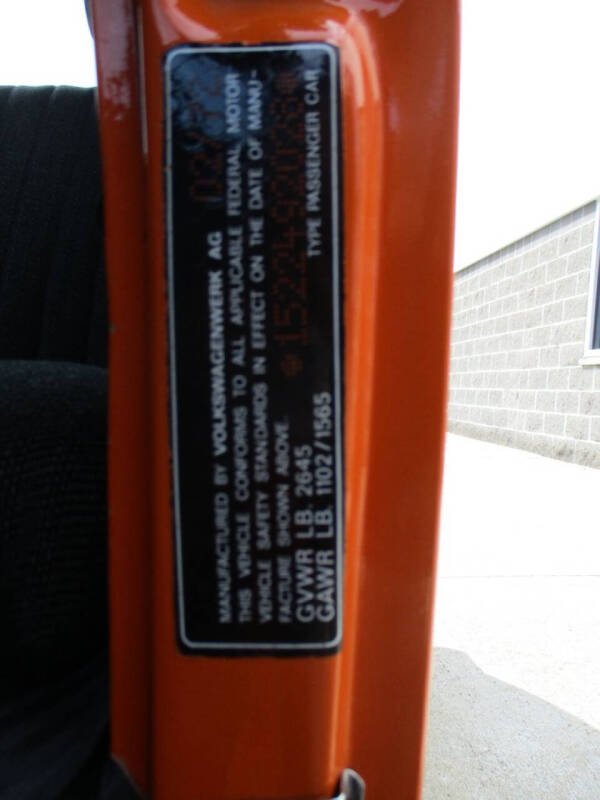 MANUFACTURED BY VOLKSWAGENWERK AG
THIS VEHICLE CONFORMS TO ALL APPLICABLE FEDERAL MOTOR
VEHICLE SAFETY STANDARDS IN EFFECT ON THE DATE OF MANU-
FACTURE SHOWN ABOVE. *1522492028*
GVWR LB. 2645 TYPE PASSENGER CAR
GAWR LB. 1102/1565